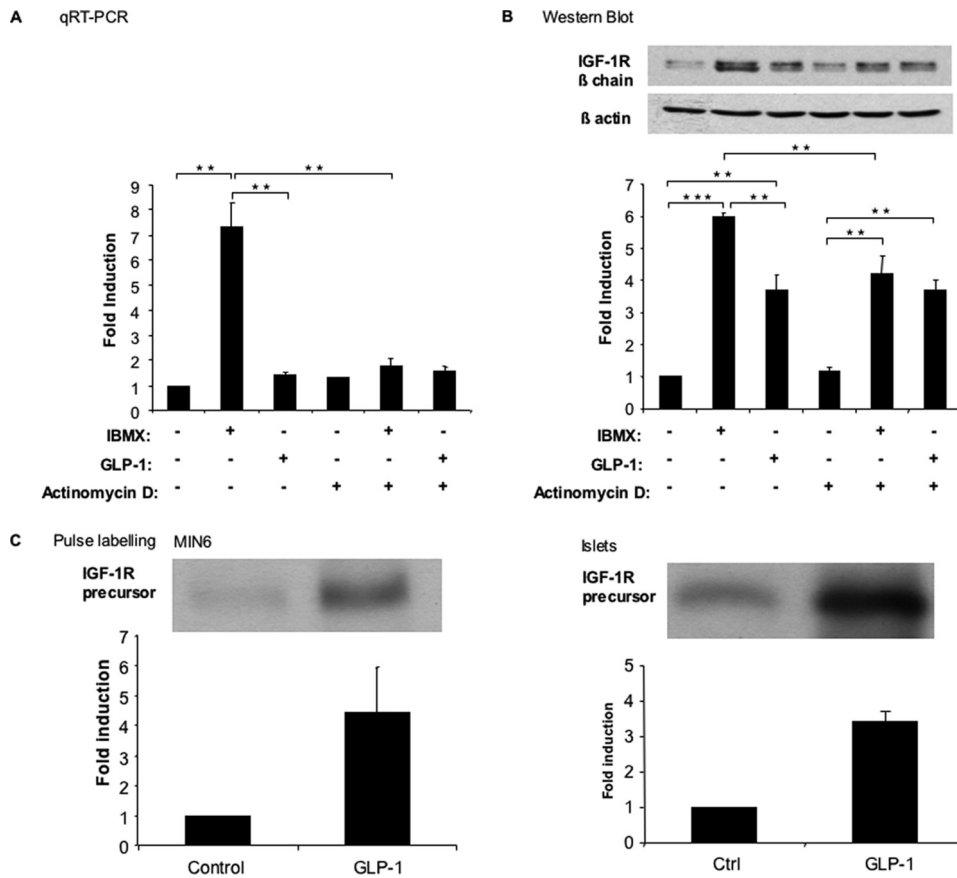 A qRT-PCR
** ** **
9
8
7
6
5
4
3
2
1
0
Fold Induction
IBMX: - + - - + -
GLP-1: - - + - - +
Actinomycin D: - - - + + +
B Western Blot
IGF-1R
ß chain
ß actin
**
**
*** ** **
**
7
6
5
4
3
2
1
0
Fold Induction
IBMX: - + - - + -
GLP-1: - - + - - +
Actinomycin D: - - - + + +
C Pulse labelling MIN6
IGF-1R
precursor
7
6
5
4
3
2
1
0
Fold induction
Control GLP-1
Islets
IGF-1R
precursor
5
4
3
2
1
0
Fold induction
Ctrl GLP-1